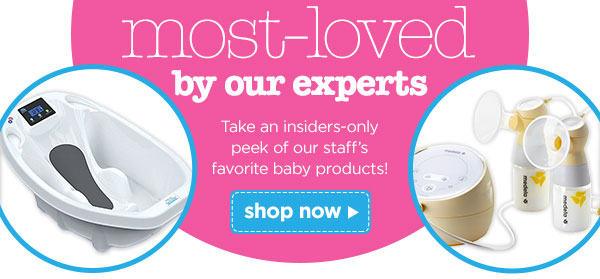 most-loved
by our experts
Take an insiders-only
peek of our staff's
favorite baby products!
shop now
medela
medela
medela